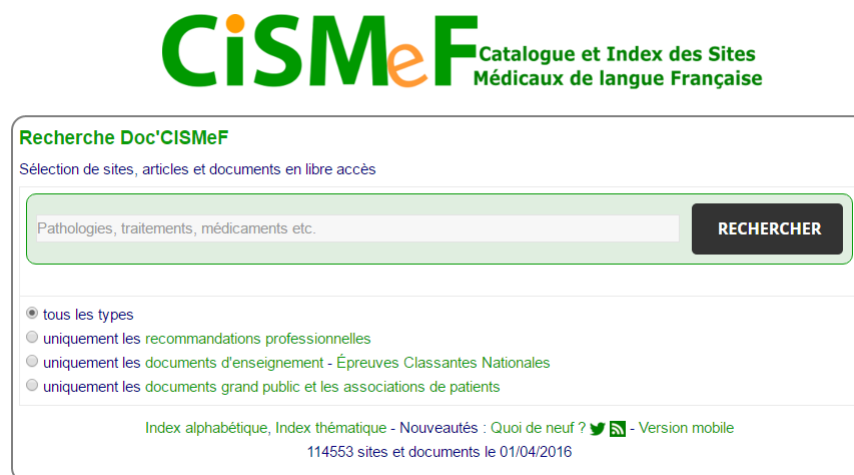 CiSMeF
Catalogue et Index des Sites
Médicaux de langue Française
Recherche Doc'CISMeF
Sélection de sites, articles et documents en libre accès
Pathologies, traitements, médicaments etc.
RECHERCHER
tous les types
uniquement les recommandations professionnelles
uniquement les documents d'enseignement - Épreuves Classantes Nationales
uniquement les documents grand public et les associations de patients
Index alphabétique, Index thématique - Nouveautés : Quoi de neuf ? - Version mobile
114553 sites et documents le 01/04/2016